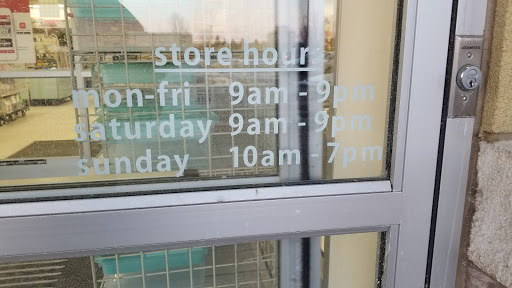 store hours
mon-fri 9am - 9pm
saturday 9am - 9pm
sunday 10am - 7pm